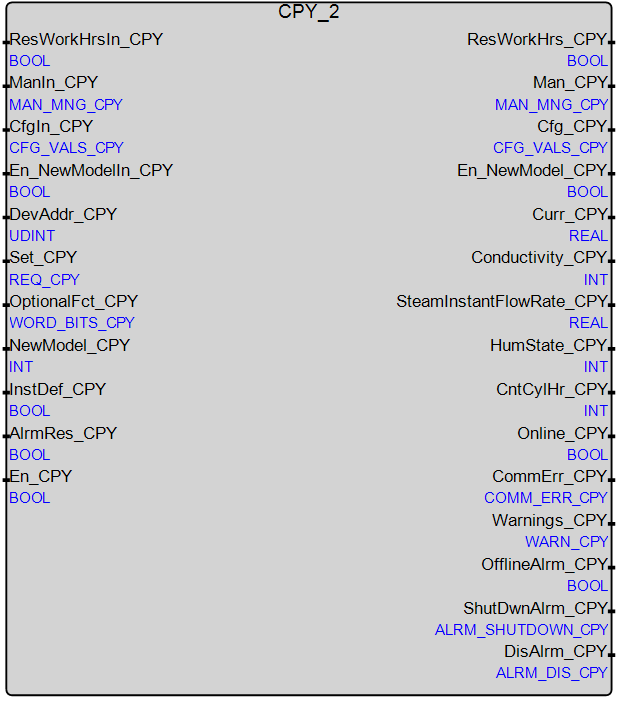 CPY_2
ResWorkHrsIn_CPY ResWorkHrs_CPY
BOOL BOOL
ManIn_CPY Man_CPY
MAN_MNG_CPY MAN_MNG_CPY
CfgIn_CPY Cfg_CPY
CFG_VALS_CPY CFG_VALS_CPY
En_NewModelIn_CPY En_NewModel_CPY
BOOL BOOL
DevAddr_CPY Curr_CPY
UDINT REAL
Set_CPY Conductivity_CPY
REQ_CPY INT
OptionalFct_CPY SteamInstantFlowRate_CPY
WORD_BITS_CPY REAL
NewModel_CPY HumState_CPY
INT INT
InstDef_CPY CntCylHr_CPY
BOOL INT
AlrmRes_CPY Online_CPY
BOOL BOOL
En_CPY CommErr_CPY
BOOL COMM_ERR_CPY
Warnings_CPY
WARN_CPY
OfflineAlrm_CPY
BOOL
ShutDwnAlrm_CPY
ALRM_SHUTDOWN_CPY
DisAlrm_CPY
ALRM_DIS_CPY